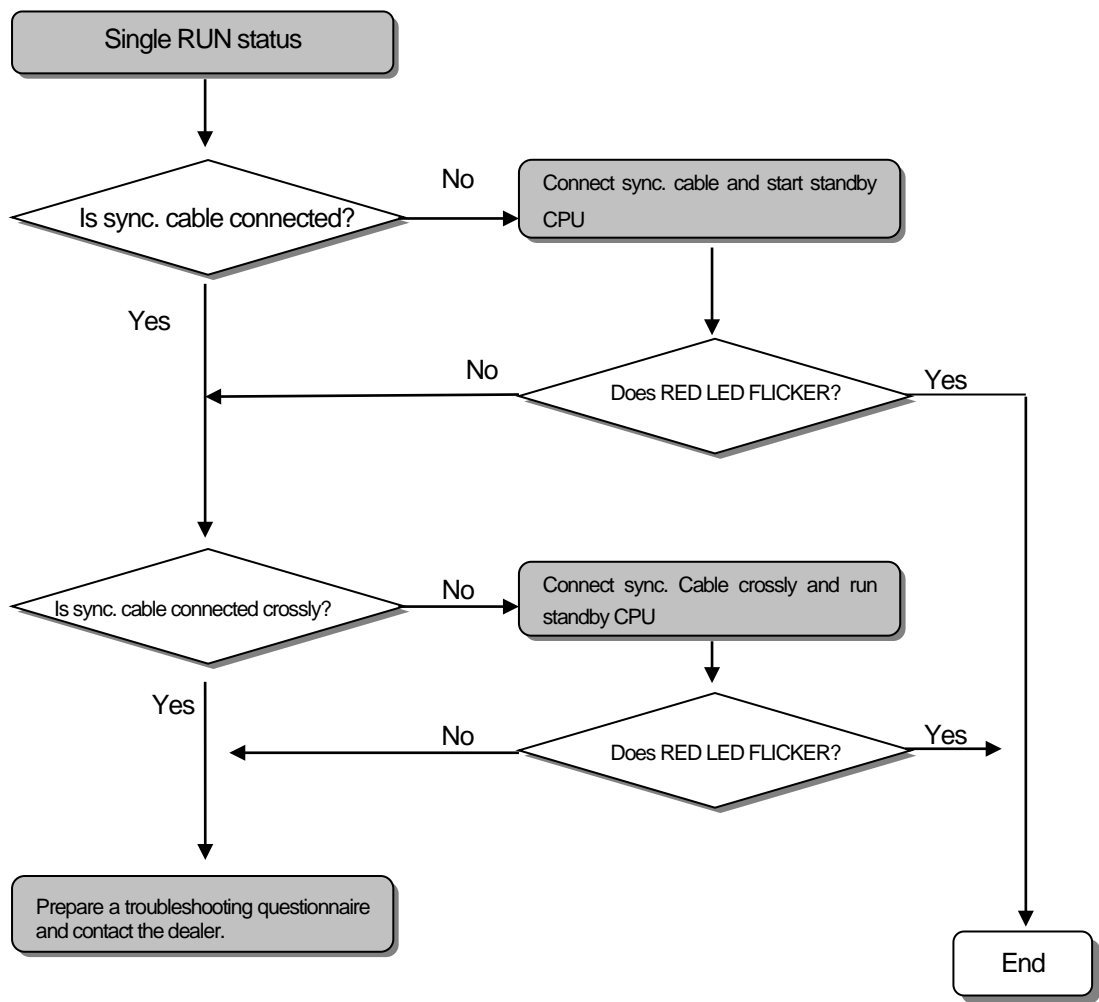 Single RUN status
No
Connect sync. cable and start standby
CPU
Is sync. cable connected?
Yes
No
Does RED LED FLICKER?
Yes
Is sync. cable connected crossly?
No
Connect sync. Cable crossly and run
standby CPU
Yes
No
Does RED LED FLICKER?
Yes
Prepare a troubleshooting questionnaire
and contact the dealer.
End